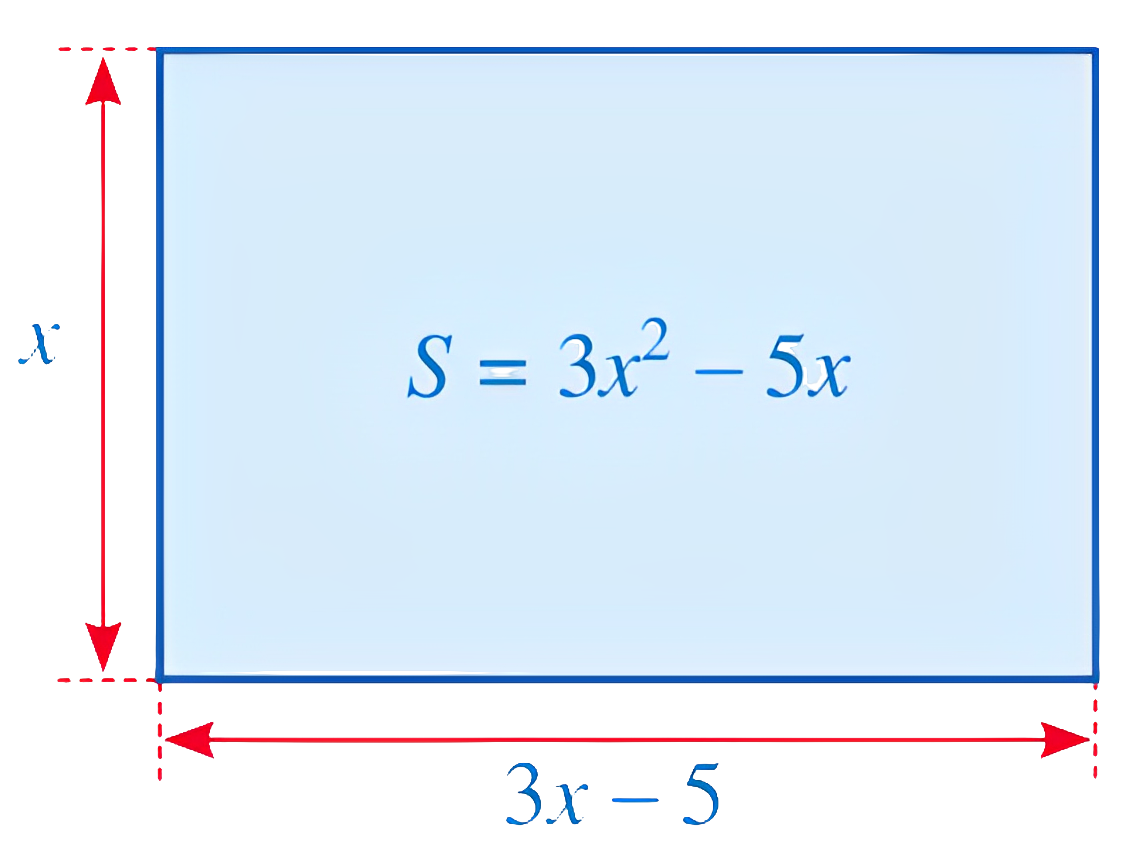 x
S = 3x² − 5x
3x − 5